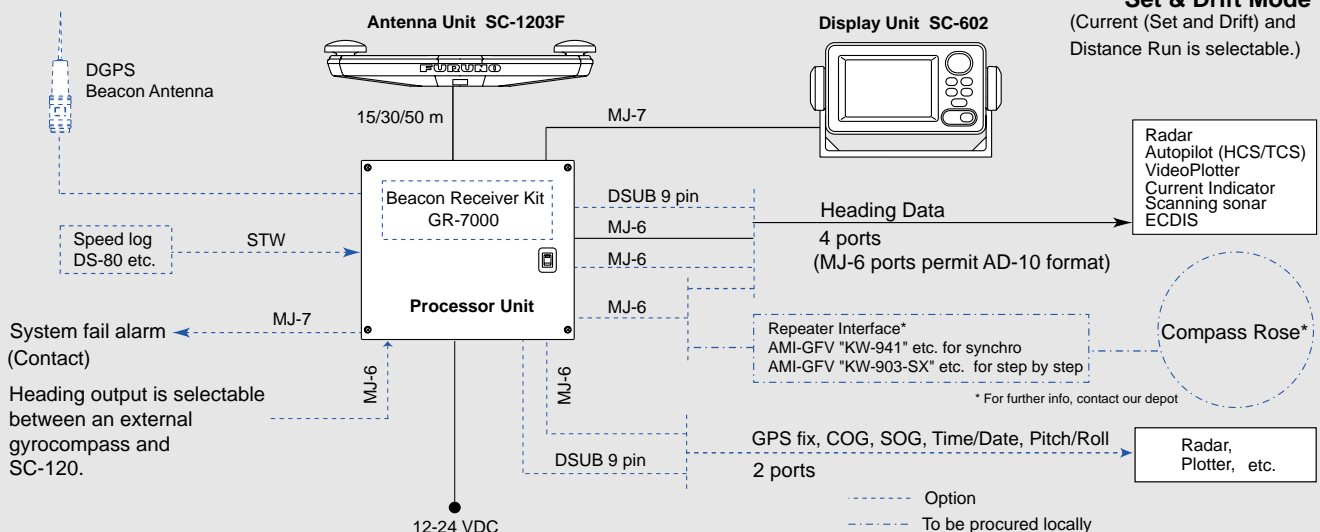 Set & Drift Mode
(Current (Set and Drift) and
Distance Run is selectable.)
Antenna Unit SC-1203F
Display Unit SC-602
FURUNO
DGPS
Beacon Antenna
15/30/50 m
MJ-7
Radar
Autopilot (HCS/TCS)
VideoPlotter
Current Indicator
Scanning sonar
ECDIS
Beacon Receiver Kit
GR-7000
DSUB 9 pin
MJ-6
MJ-6
MJ-6
Heading Data
4 ports
(MJ-6 ports permit AD-10 format)
Speed log
DS-80 etc.
STW
Processor Unit
System fail alarm
(Contact)
MJ-7
Repeater Interface*
AMI-GFV "KW-941" etc. for synchro
AMI-GFV "KW-903-SX" etc. for step by step
Compass Rose*
* For further info, contact our depot
Heading output is selectable
between an external
gyrocompass and
SC-120.
MJ-6
MJ-6
DSUB 9 pin
GPS fix, COG, SOG, Time/Date, Pitch/Roll
2 ports
Radar,
Plotter, etc.
12-24 VDC
Option
To be procured locally